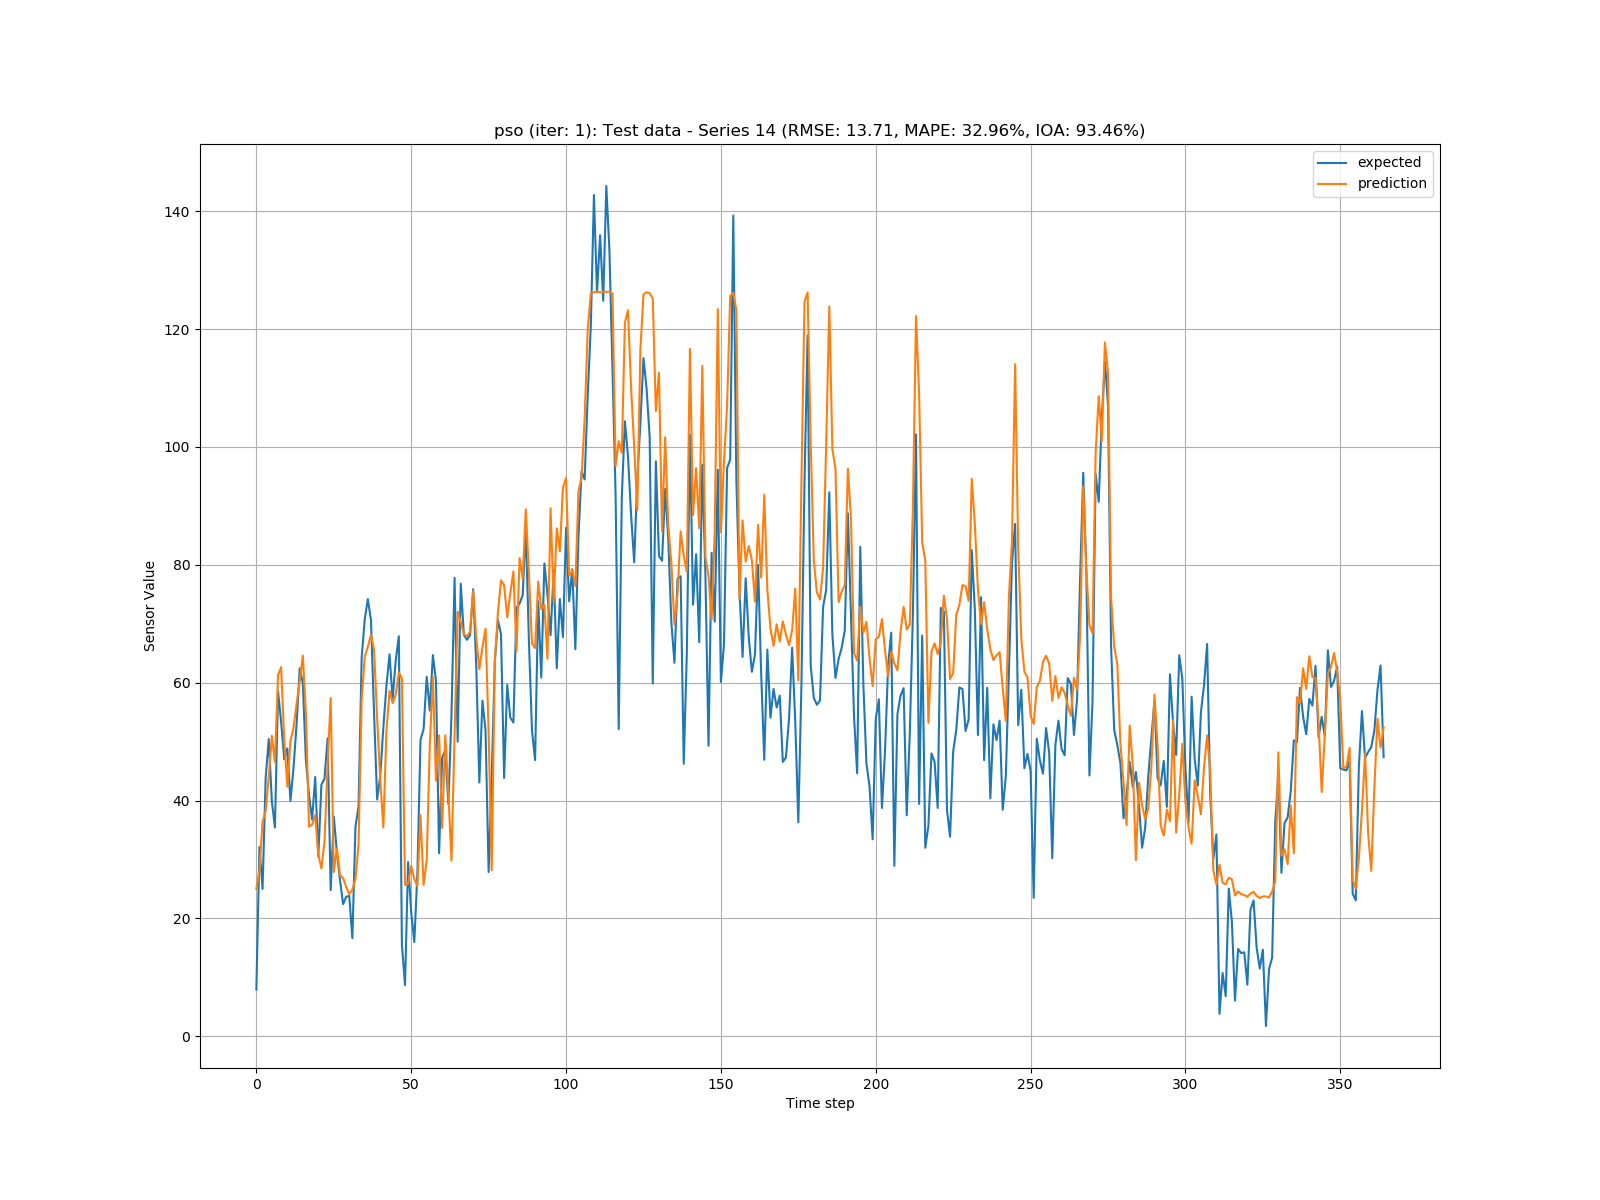 pso (iter: 1): Test data - Series 14 (RMSE: 13.71, MAPE: 32.96%, IOA: 93.46%)
expected
prediction
140
120
100
80
60
40
20
0
Sensor Value
0 50 100 150 200 250 300 350
Time step